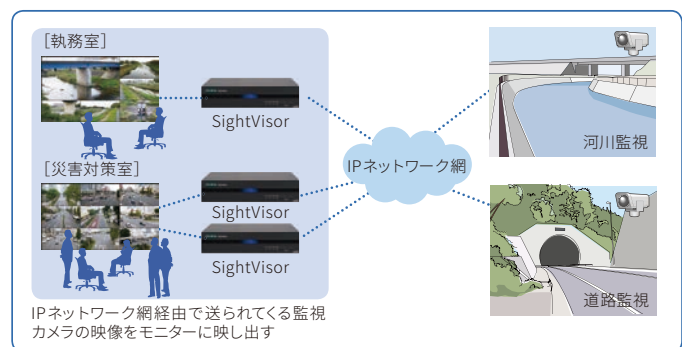 [執務室]
SightVisor
[災害対策室]
SightVisor
SightVisor
IPネットワーク網経由で送られてくる監視
カメラの映像をモニターに映し出す
IPネットワーク網
河川監視
道路監視